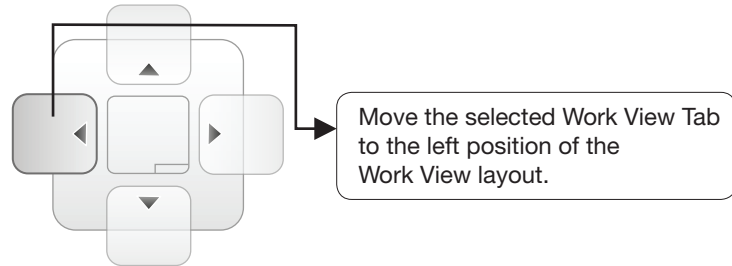 Move the selected Work View Tab
to the left position of the
Work View layout.